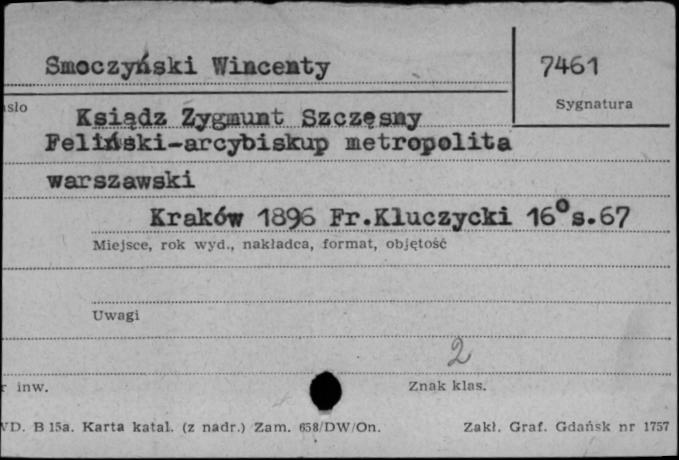 Smoczyński Wincenty
7461
Sygnatura
Ksiądz Zygmunt Szczęsny
Feliński-arcybiskup metropolita
warszawski
Kraków 1896 Fr.Kluczycki 16° s.67
Miejsce, rok wyd., nakładca, format, objętość
Uwagi
2
inw.
Znak klas.
B 15a. Karta katal. (z nadr.) Zam. 658/DW/On.
Zakł. Graf. Gdańsk nr 1757